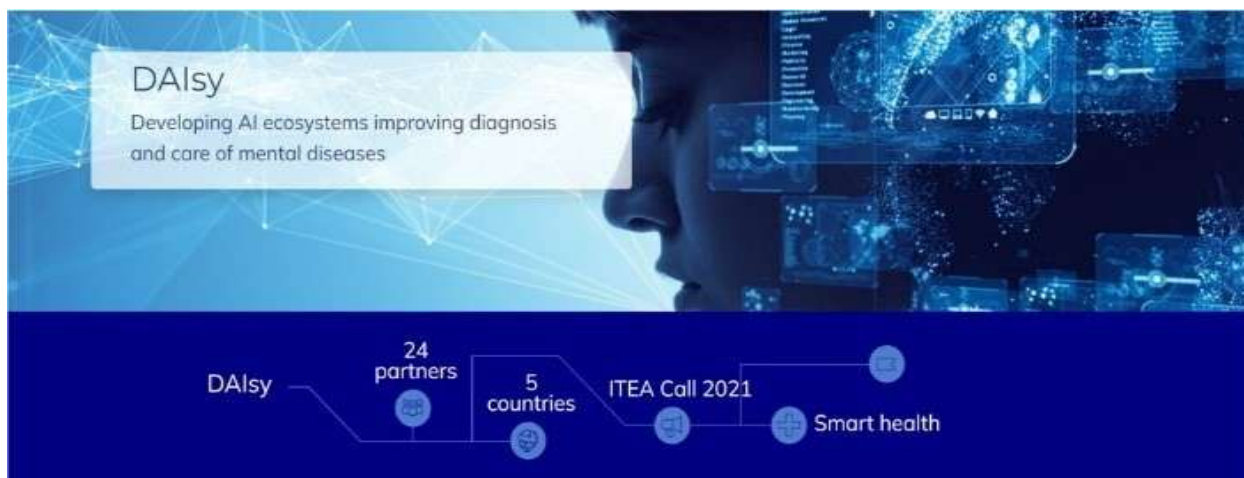 DAIsy
Developing AI ecosystems improving diagnosis
and care of mental diseases
DAIsy
24
partners
5
countries
ITEA Call 2021
Smart health